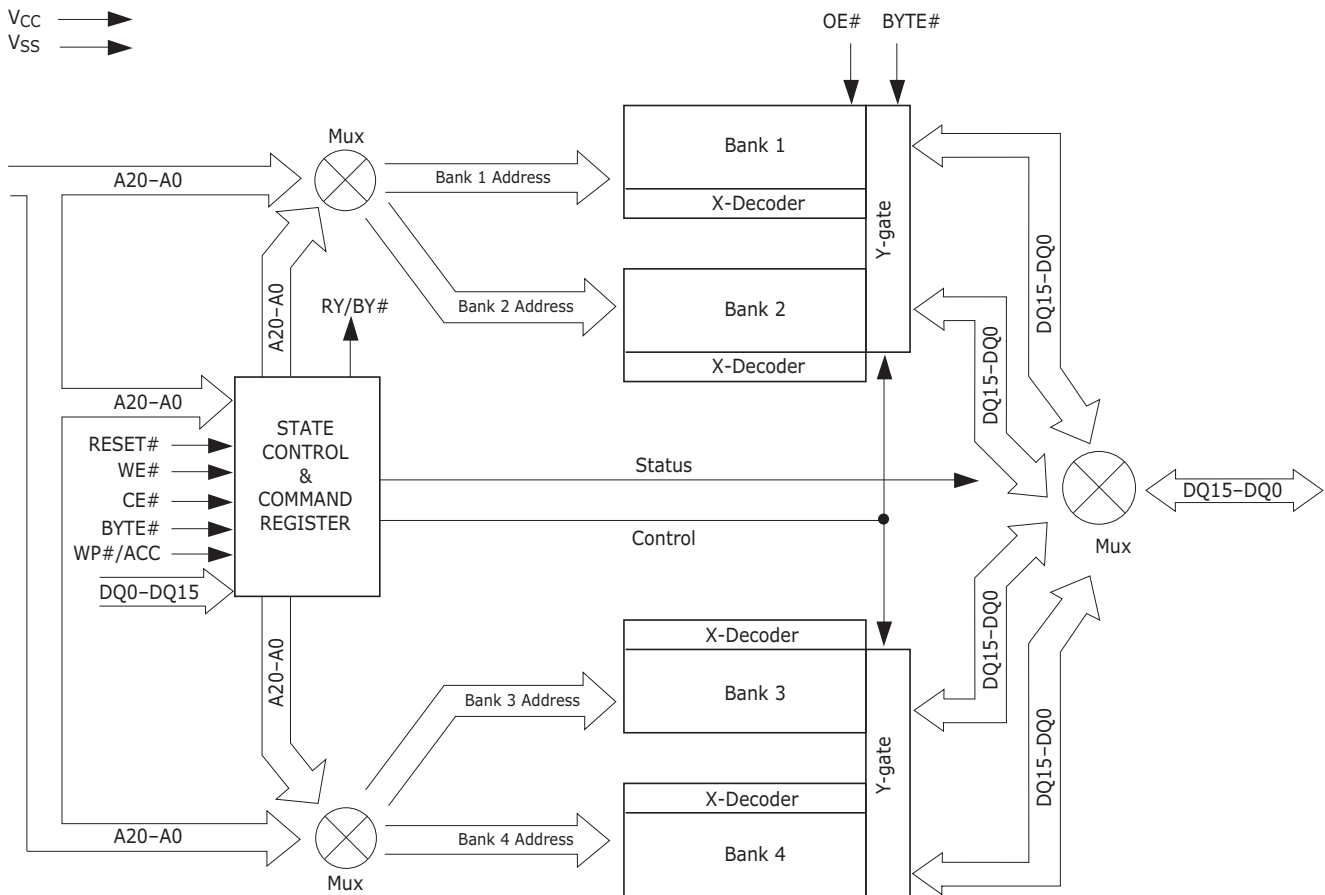 VCC
VSS
OE# BYTE#
Mux
A20–A0
Bank 1 Address
Bank 1
X-Decoder
Y-gate
DQ15–DQ0
A20–A0
RY/BY#
Bank 2 Address
Bank 2
X-Decoder
DQ15–DQ0
A20–A0
RESET#
WE#
CE#
BYTE#
WP#/ACC
DQ0–DQ15
STATE
CONTROL
&
COMMAND
REGISTER
Status
Control
DQ15–DQ0
Mux
A20–A0
X-Decoder
Bank 3 Address
Bank 3
DQ15–DQ0
Y-gate
DQ15–DQ0
X-Decoder
A20–A0
Mux
Bank 4 Address
Bank 4